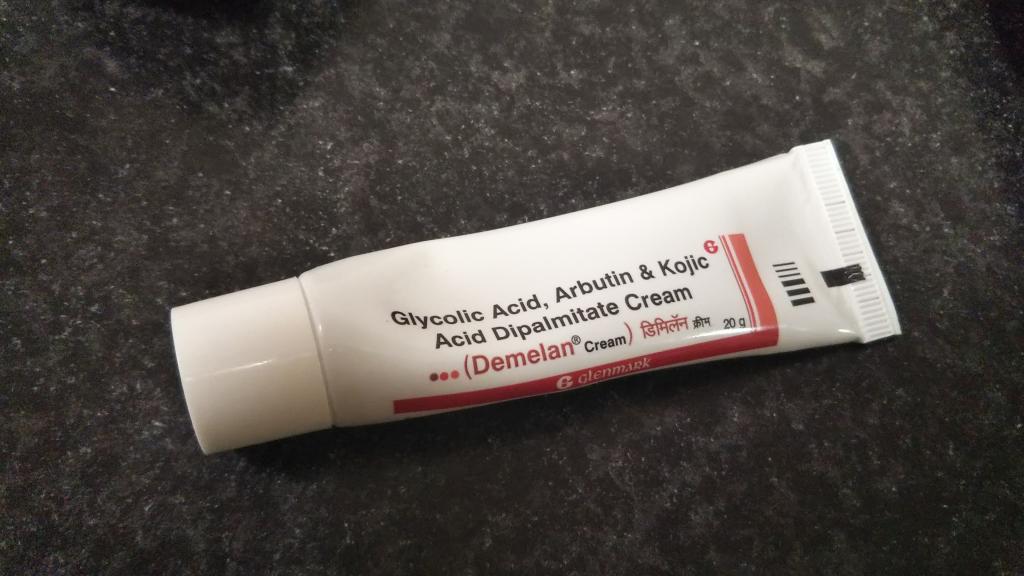 Glycolic Acid, Arbutin & Kojic
Acid Dipalmitate Cream
(Demelan® Cream) डिमिलॅन क्रीम 20 g
G glenmark